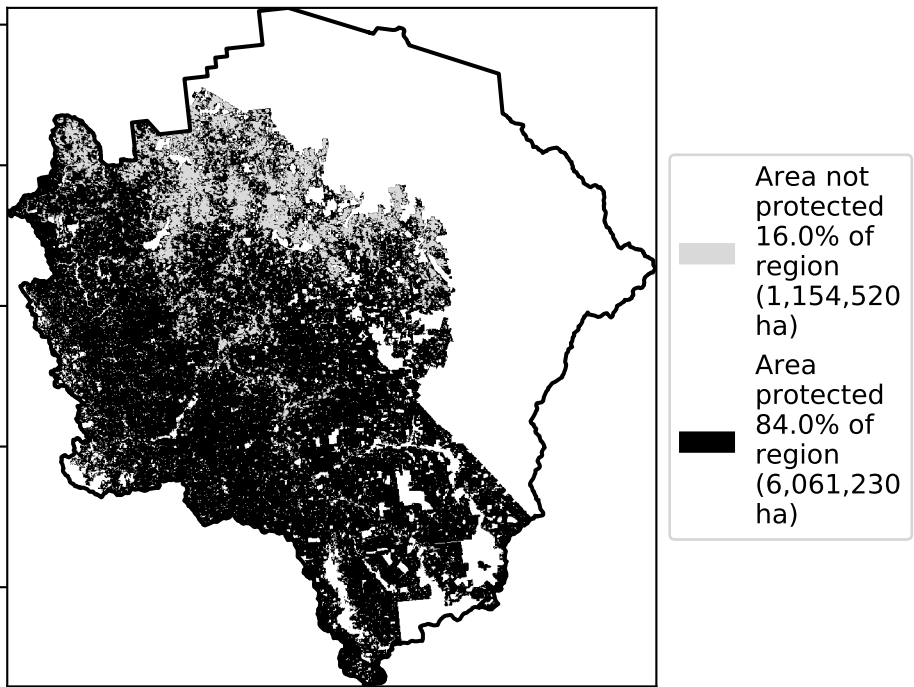 Area not
protected
16.0% of
region
(1,154,520
ha)
Area
protected
84.0% of
region
(6,061,230
ha)